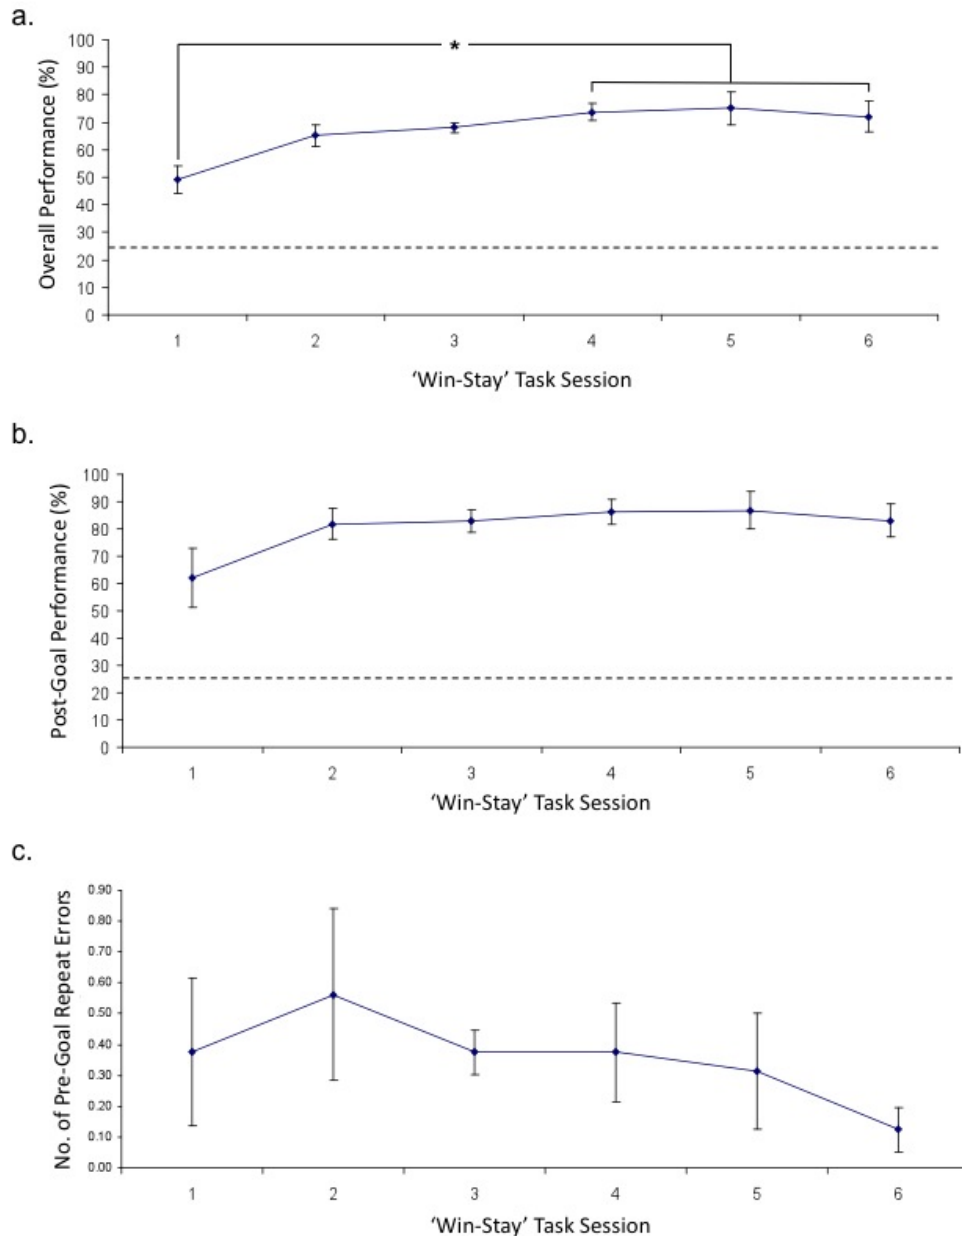 a.
Overall Performance (%)
100
90
80
70
60
50
40
30
20
10
0
*
1 2 3 4 5 6
‘Win-Stay’ Task Session
b.
Post-Goal Performance (%)
100
90
80
70
60
50
40
30
20
10
0
1 2 3 4 5 6
‘Win-Stay’ Task Session
c.
No. of Pre-Goal Repeat Errors
0.90
0.80
0.70
0.60
0.50
0.40
0.30
0.20
0.10
0.00
1 2 3 4 5 6
‘Win-Stay’ Task Session